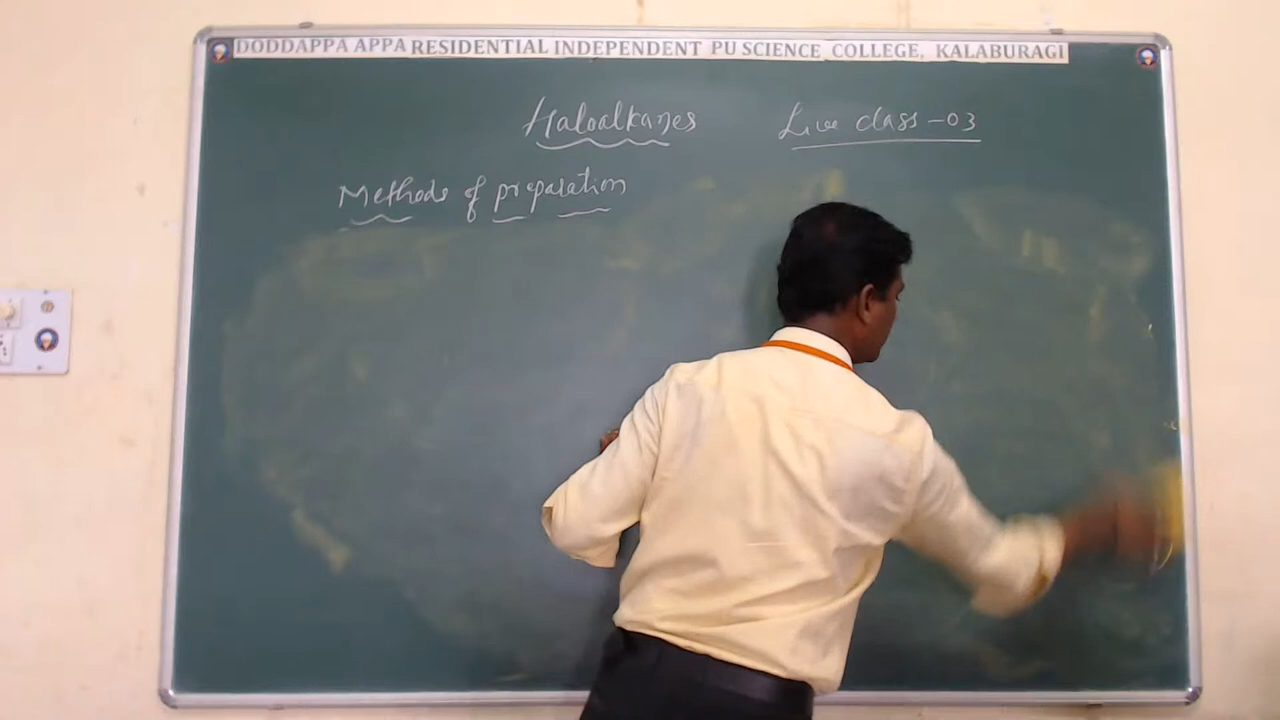 DODDAPPA APPA RESIDENTIAL INDEPENDENT PU SCIENCE COLLEGE, KALABURAGI
Haloalkanes Live class -03
Methods of preparation